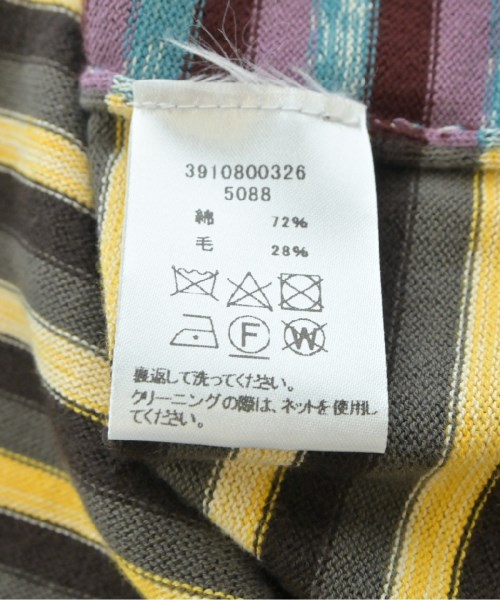 3910800326
5088
綿 72%
毛 28%
F W
裏返して洗ってください。
クリーニングの際は、ネットを使用し
てください。